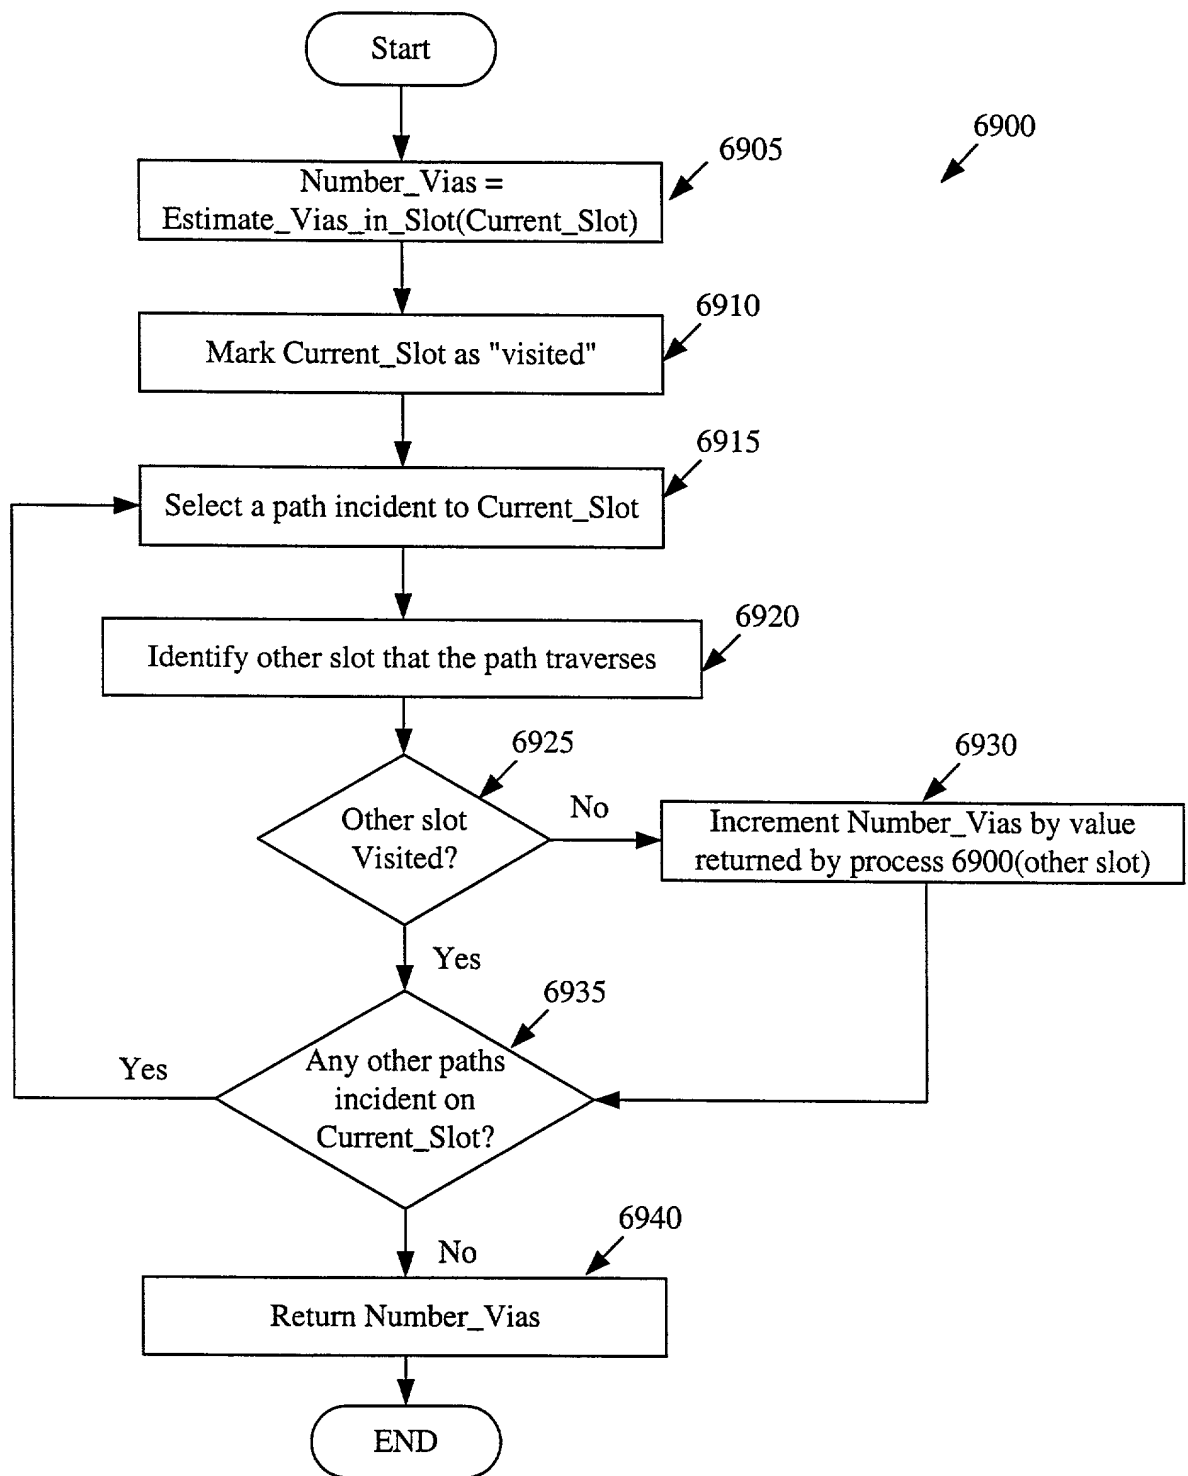 Start
6900
6905
Number_Vias =
Estimate_Vias_in_Slot(Current_Slot)
6910
Mark Current_Slot as "visited"
6915
Select a path incident to Current_Slot
6920
Identify other slot that the path traverses
6925
Other slot
Visited?
No
6930
Increment Number_Vias by value
returned by process 6900(other slot)
Yes
6935
Any other paths
incident on
Current_Slot?
Yes
No
6940
Return Number_Vias
END